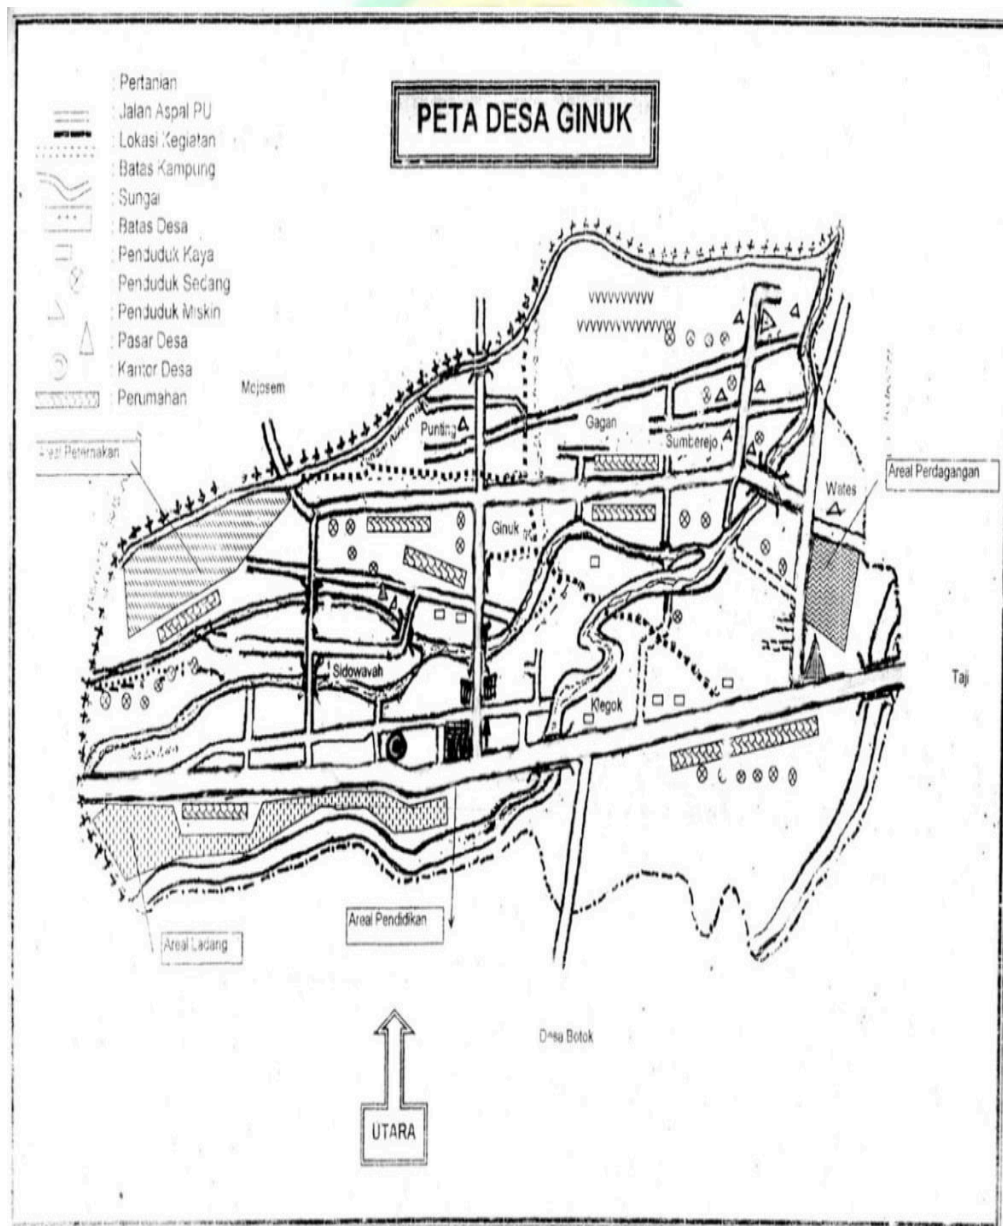 PETA DESA GINUK
: Pertanian
: Jalan Aspal PU
: Lokasi Kegiatan
: Batas Kampung
: Sungai
: Batas Desa
: Penduduk Kaya
: Penduduk Sedang
: Penduduk Miskin
: Pasar Desa
: Kantor Desa
: Perumahan
Mojosem
Areal Peternakan
Punting
Gagan
Sumberejo
Areal Perdagangan
Wates
Ginuk
Sidowayah
Klegok
Taji
Areal Pendidikan
Areal Ladang
Desa Botok
UTARA